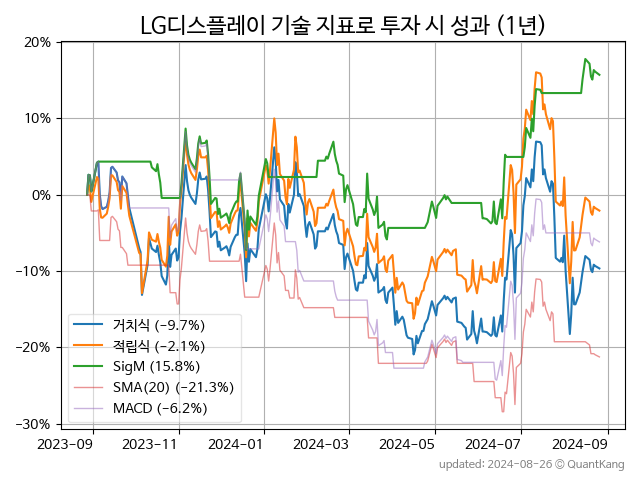 LG디스플레이 기술 지표로 투자 시 성과 (1년)
20%
10%
0%
−10%
−20%
−30%
거치식 (−9.7%)
적립식 (−2.1%)
SigM (15.8%)
SMA(20) (−21.3%)
MACD (−6.2%)
2023-09 2023-11 2024-01 2024-03 2024-05 2024-07 2024-09
updated: 2024-08-26 ⓒ QuantKang